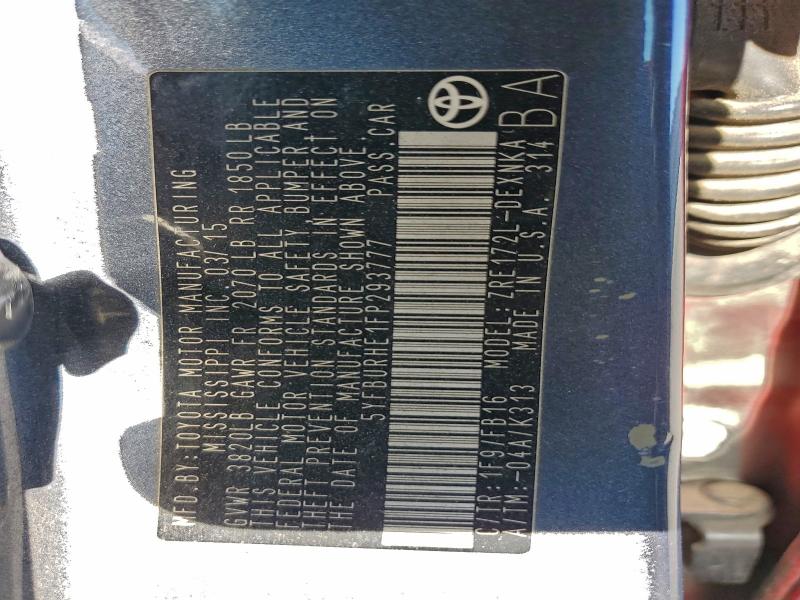 MFD.BY:TOYOTA MOTOR MANUFACTURING
MISSISSIPPI INC 03/15
GVWR 3820LB GAWR FR 2070 LB RR 1850LB
THIS VEHICLE CONFORMS TO ALL APPLICABLE
FEDERAL MOTOR VEHICLE SAFETY BUMPER AND
THEFT PREVENTION STANDARDS IN EFFECT ON
THE DATE OF MANUFACTURE SHOWN ABOVE.
5YFBURHE1FP293777 PASS.CAR
C/TR:1F9/FB16 MODEL:ZRE172L-DEXNKA
A/TM:-04A/K313 MADE IN U.S.A. 314 BA